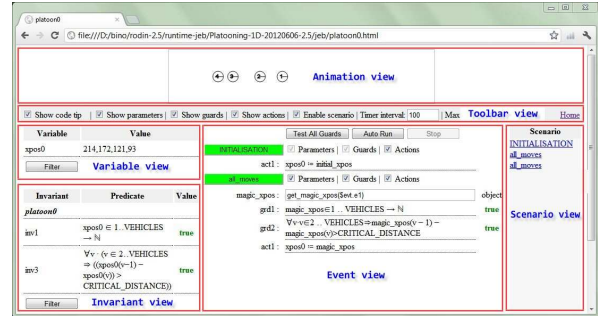 platoon0
file:///D:/bino/rodin-2.5/runtime-jeb/Platooning-1D-20120606-2.5/jeb/platoon0.html
4 3 2 1 Animation view
Show code tip | Show parameters | Show guards | Show actions | Enable scenario | Timer interval: 100 | Max Toolbar view Home
Variable Value
xpos0 214,172,121,93
Filter Variable view
Invariant Predicate Value
platoon0
inv1 xpos0 ∈ 1‥VEHICLES → ℕ true
inv3 ∀v · (v ∈ 2‥VEHICLES ⇒ ((xpos0(v−1) − xpos0(v)) > CRITICAL_DISTANCE)) true
Filter Invariant view
Test All Guards Auto Run Stop
INITIALISATION Parameters | Guards | Actions
act1 : xpos0 ≔ initial_xpos
all_moves Parameters | Guards | Actions
magic_xpos : get_magic_xpos($evt.e1) object
grd1 : magic_xpos∈1 ‥ VEHICLES → ℕ true
grd2 : ∀v·v∈2 ‥ VEHICLES⇒magic_xpos(v − 1) − magic_xpos(v)>CRITICAL_DISTANCE true
act1 : xpos0 ≔ magic_xpos
Event view
Scenario
INITIALISATION
all_moves
all_moves
Scenario view